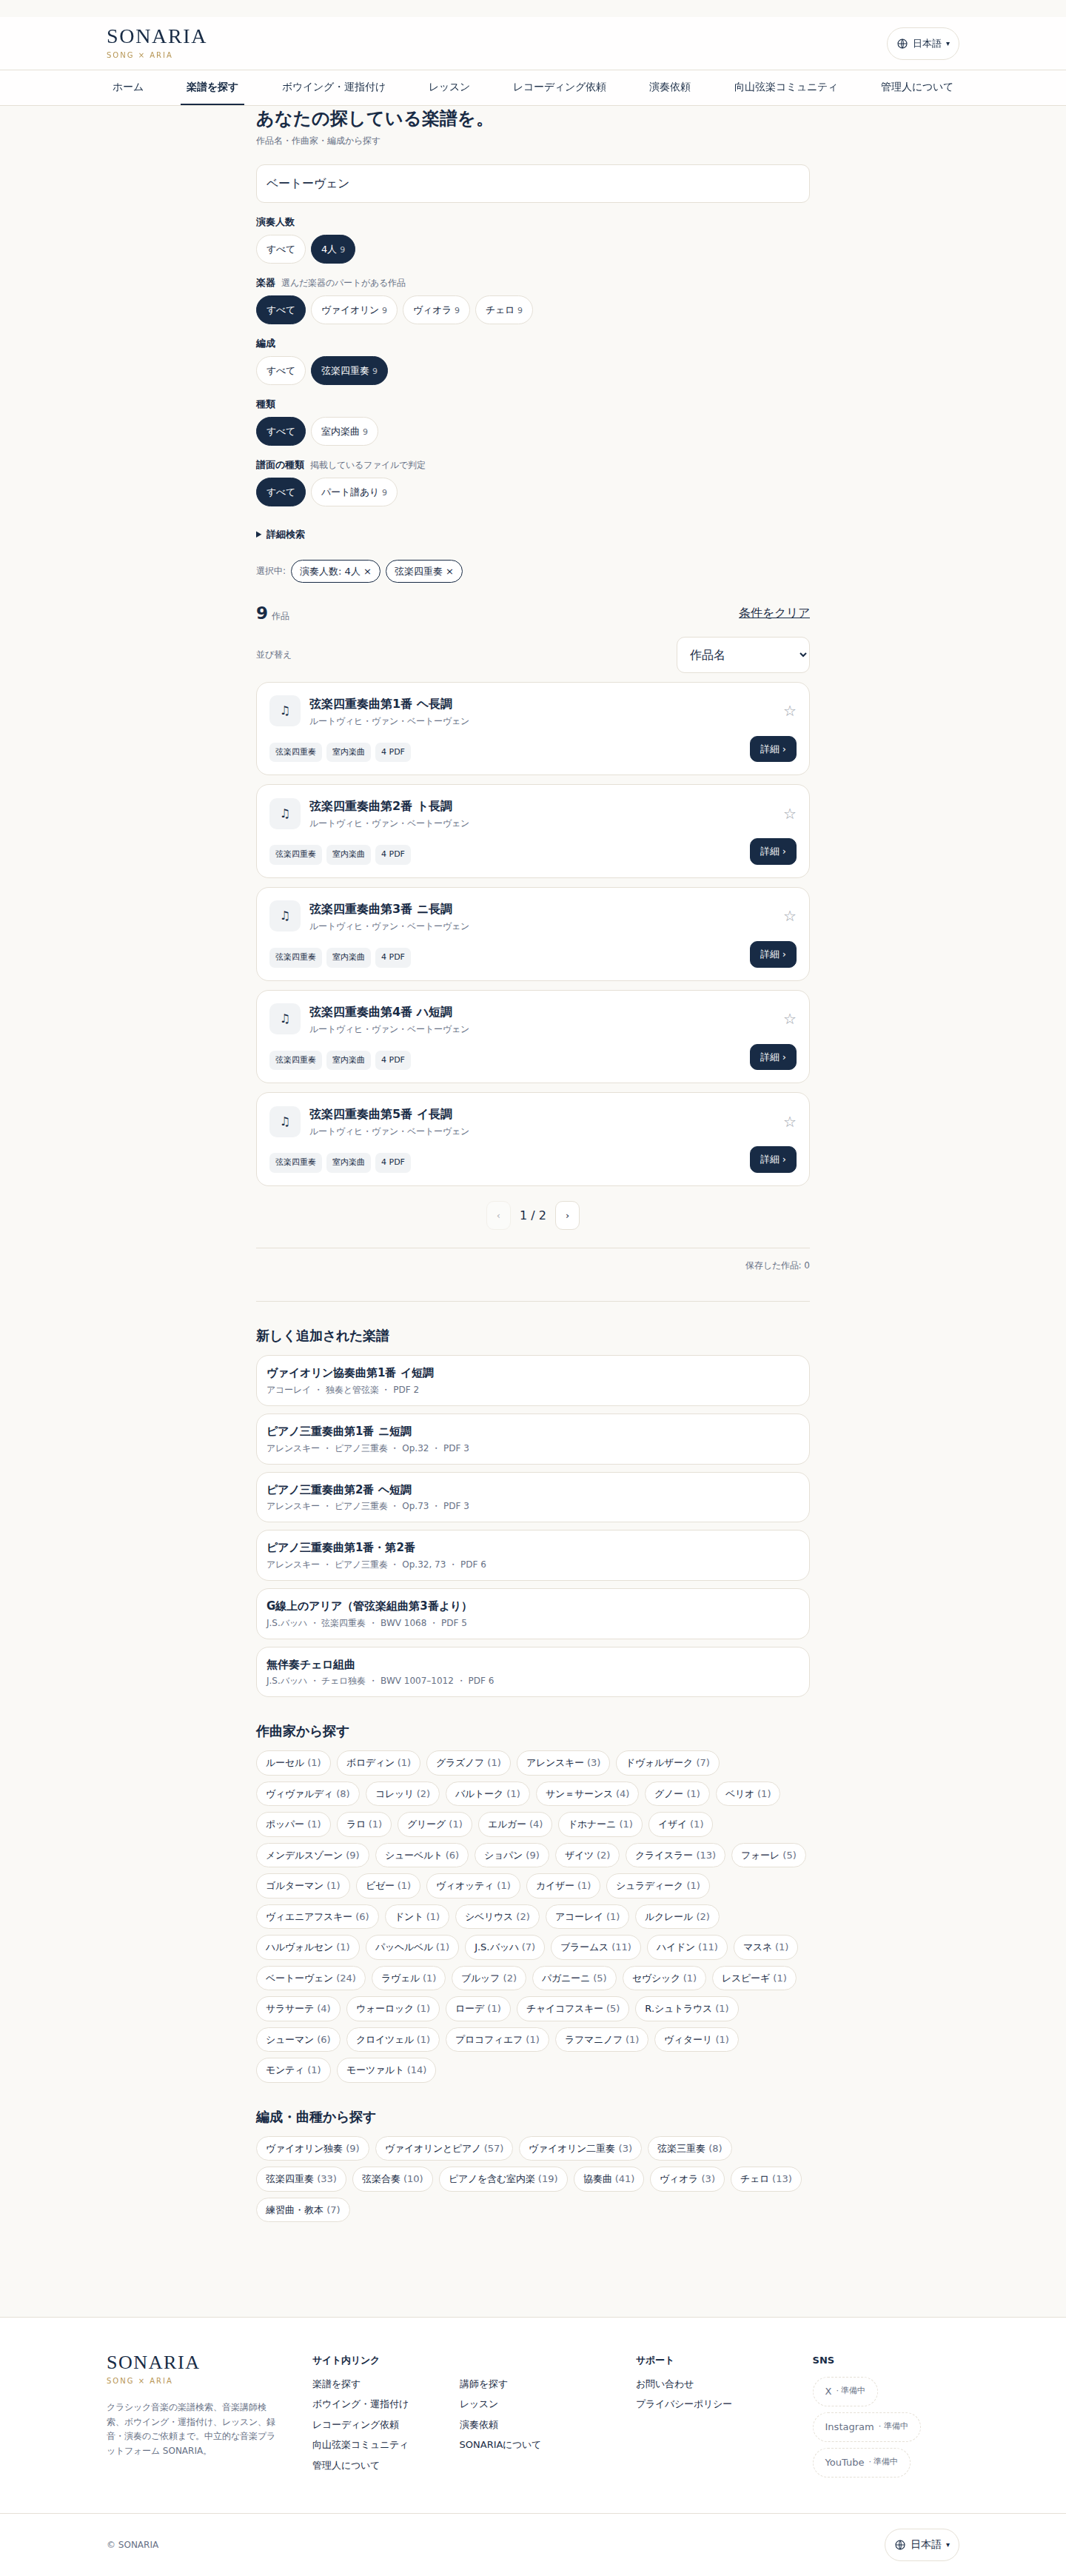 SONARIA
SONG × ARIA
日本語 ▾
ホーム 楽譜を探す ボウイング・運指付け レッスン レコーディング依頼 演奏依頼 向山弦楽コミュニティ 管理人について
あなたの探している楽譜を。
作品名・作曲家・編成から探す
ベートーヴェン
演奏人数
すべて 4人 9
楽器 選んだ楽器のパートがある作品
すべて ヴァイオリン 9 ヴィオラ 9 チェロ 9
編成
すべて 弦楽四重奏 9
種類
すべて 室内楽曲 9
譜面の種類 掲載しているファイルで判定
すべて パート譜あり 9
▶ 詳細検索
選択中: 演奏人数: 4人 × 弦楽四重奏 ×
9 作品 条件をクリア
並び替え 作品名
♫ 弦楽四重奏曲第1番 ヘ長調 ☆
ルートヴィヒ・ヴァン・ベートーヴェン
弦楽四重奏 室内楽曲 4 PDF 詳細 ›
♫ 弦楽四重奏曲第2番 ト長調 ☆
ルートヴィヒ・ヴァン・ベートーヴェン
弦楽四重奏 室内楽曲 4 PDF 詳細 ›
♫ 弦楽四重奏曲第3番 ニ長調 ☆
ルートヴィヒ・ヴァン・ベートーヴェン
弦楽四重奏 室内楽曲 4 PDF 詳細 ›
♫ 弦楽四重奏曲第4番 ハ短調 ☆
ルートヴィヒ・ヴァン・ベートーヴェン
弦楽四重奏 室内楽曲 4 PDF 詳細 ›
♫ 弦楽四重奏曲第5番 イ長調 ☆
ルートヴィヒ・ヴァン・ベートーヴェン
弦楽四重奏 室内楽曲 4 PDF 詳細 ›
‹ 1 / 2 ›
保存した作品: 0
新しく追加された楽譜
ヴァイオリン協奏曲第1番 イ短調
アコーレイ ・ 独奏と管弦楽 ・ PDF 2
ピアノ三重奏曲第1番 ニ短調
アレンスキー ・ ピアノ三重奏 ・ Op.32 ・ PDF 3
ピアノ三重奏曲第2番 ヘ短調
アレンスキー ・ ピアノ三重奏 ・ Op.73 ・ PDF 3
ピアノ三重奏曲第1番・第2番
アレンスキー ・ ピアノ三重奏 ・ Op.32, 73 ・ PDF 6
G線上のアリア（管弦楽組曲第3番より）
J.S.バッハ ・ 弦楽四重奏 ・ BWV 1068 ・ PDF 5
無伴奏チェロ組曲
J.S.バッハ ・ チェロ独奏 ・ BWV 1007–1012 ・ PDF 6
作曲家から探す
ルーセル (1) ボロディン (1) グラズノフ (1) アレンスキー (3) ドヴォルザーク (7)
ヴィヴァルディ (8) コレッリ (2) バルトーク (1) サン＝サーンス (4) グノー (1) ベリオ (1)
ポッパー (1) ラロ (1) グリーグ (1) エルガー (4) ドホナーニ (1) イザイ (1)
メンデルスゾーン (9) シューベルト (6) ショパン (9) ザイツ (2) クライスラー (13) フォーレ (5)
ゴルターマン (1) ビゼー (1) ヴィオッティ (1) カイザー (1) シュラディーク (1)
ヴィエニアフスキー (6) ドント (1) シベリウス (2) アコーレイ (1) ルクレール (2)
ハルヴォルセン (1) パッヘルベル (1) J.S.バッハ (7) ブラームス (11) ハイドン (11) マスネ (1)
ベートーヴェン (24) ラヴェル (1) ブルッフ (2) パガニーニ (5) セヴシック (1) レスピーギ (1)
サラサーテ (4) ウォーロック (1) ローデ (1) チャイコフスキー (5) R.シュトラウス (1)
シューマン (6) クロイツェル (1) プロコフィエフ (1) ラフマニノフ (1) ヴィターリ (1)
モンティ (1) モーツァルト (14)
編成・曲種から探す
ヴァイオリン独奏 (9) ヴァイオリンとピアノ (57) ヴァイオリン二重奏 (3) 弦楽三重奏 (8)
弦楽四重奏 (33) 弦楽合奏 (10) ピアノを含む室内楽 (19) 協奏曲 (41) ヴィオラ (3) チェロ (13)
練習曲・教本 (7)
SONARIA
SONG × ARIA
クラシック音楽の楽譜検索、音楽講師検
索、ボウイング・運指付け、レッスン、録
音・演奏のご依頼まで。中立的な音楽プラ
ットフォーム SONARIA。
サイト内リンク
楽譜を探す 講師を探す
ボウイング・運指付け レッスン
レコーディング依頼 演奏依頼
向山弦楽コミュニティ SONARIAについて
管理人について
サポート
お問い合わせ
プライバシーポリシー
SNS
X · 準備中
Instagram · 準備中
YouTube · 準備中
© SONARIA 日本語 ▾